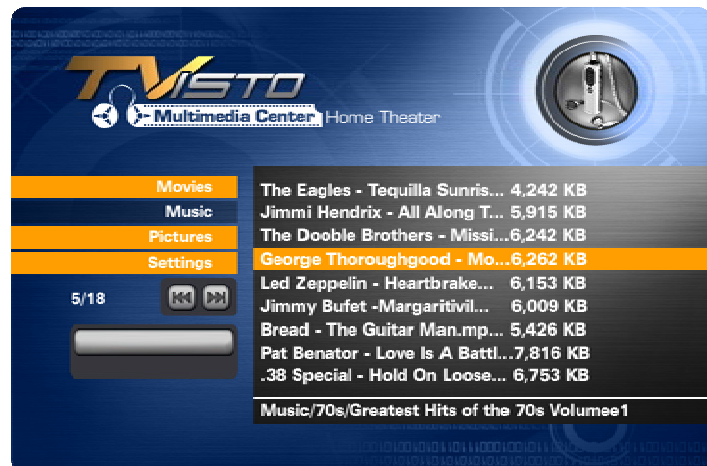 TVISTO
Multimedia Center Home Theater
Movies
Music
Pictures
Settings
5/18
The Eagles - Tequilla Sunris... 4,242 KB
Jimmi Hendrix - All Along T... 5,915 KB
The Dooble Brothers - Missi...6,242 KB
George Thoroughgood - Mo...6,262 KB
Led Zeppelin - Heartbrake... 6,153 KB
Jimmy Bufet -Margaritivil... 6,009 KB
Bread - The Guitar Man.mp... 5,426 KB
Pat Benator - Love Is A Battl...7,816 KB
.38 Special - Hold On Loose... 6,753 KB
Music/70s/Greatest Hits of the 70s Volumee1